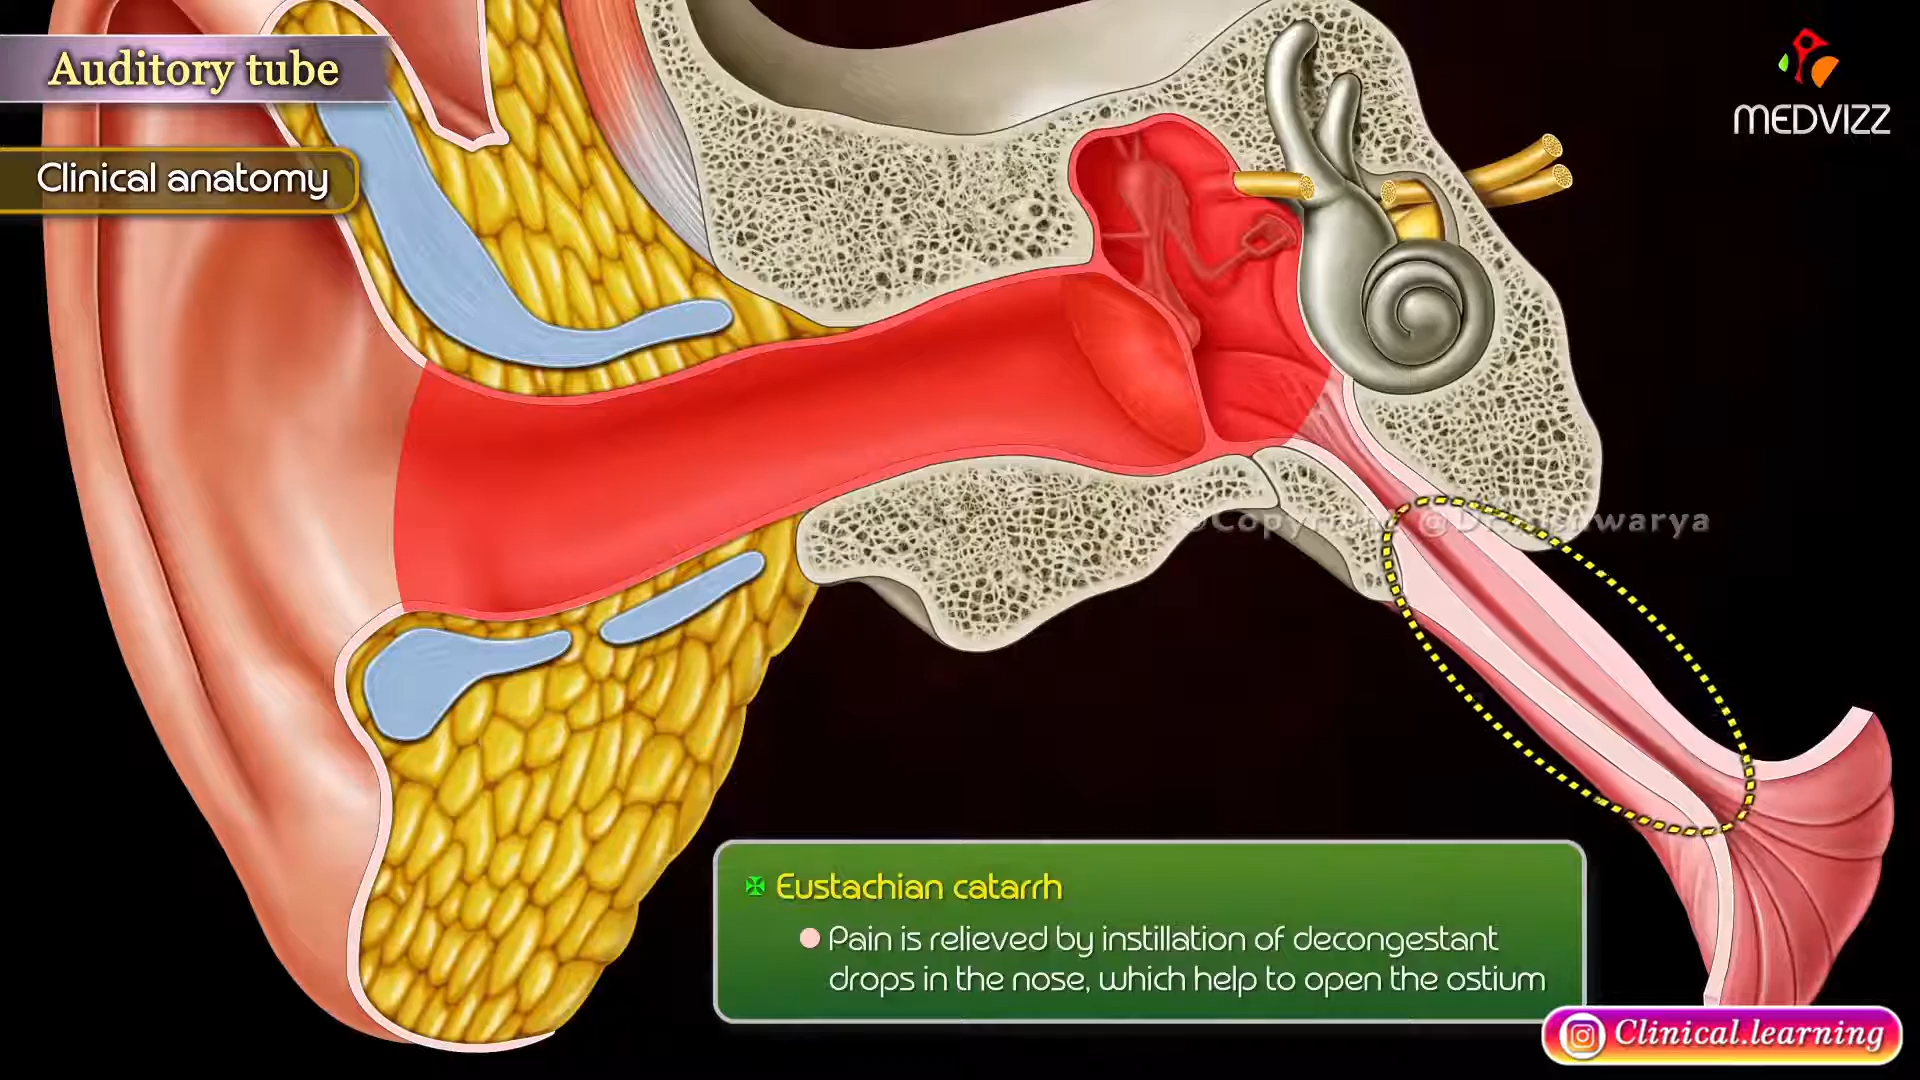 Auditory tube
MEDVIZZ
Clinical anatomy
Eustachian catarrh
Pain is relieved by instillation of decongestant
drops in the nose, which help to open the ostium
Clinical.learning